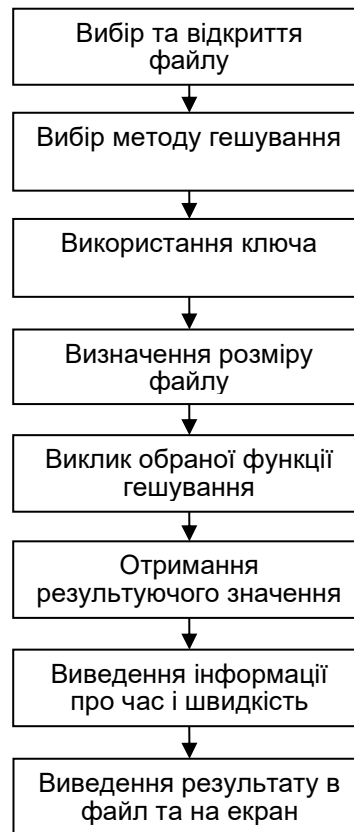 Вибір та відкриття
файлу
Вибір методу гешування
Використання ключа
Визначення розміру
файлу
Виклик обраної функції
гешування
Отримання
результуючого значення
Виведення інформації
про час і швидкість
Виведення результату в
файл та на екран